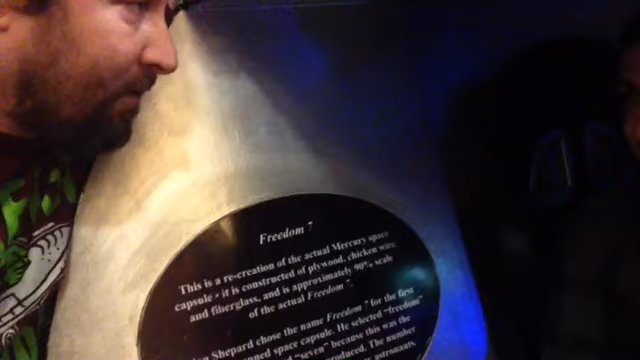 Freedom 7
This is a re-creation of the actual Mercury space
capsule • it is constructed of plywood, chicken wire
and fiberglass, and is approximately 90% scale
of the actual Freedom 7.
Shepard chose the name Freedom 7 for the first
space capsule. He selected “freedom”
“seven” because this was the
The number
astronauts.